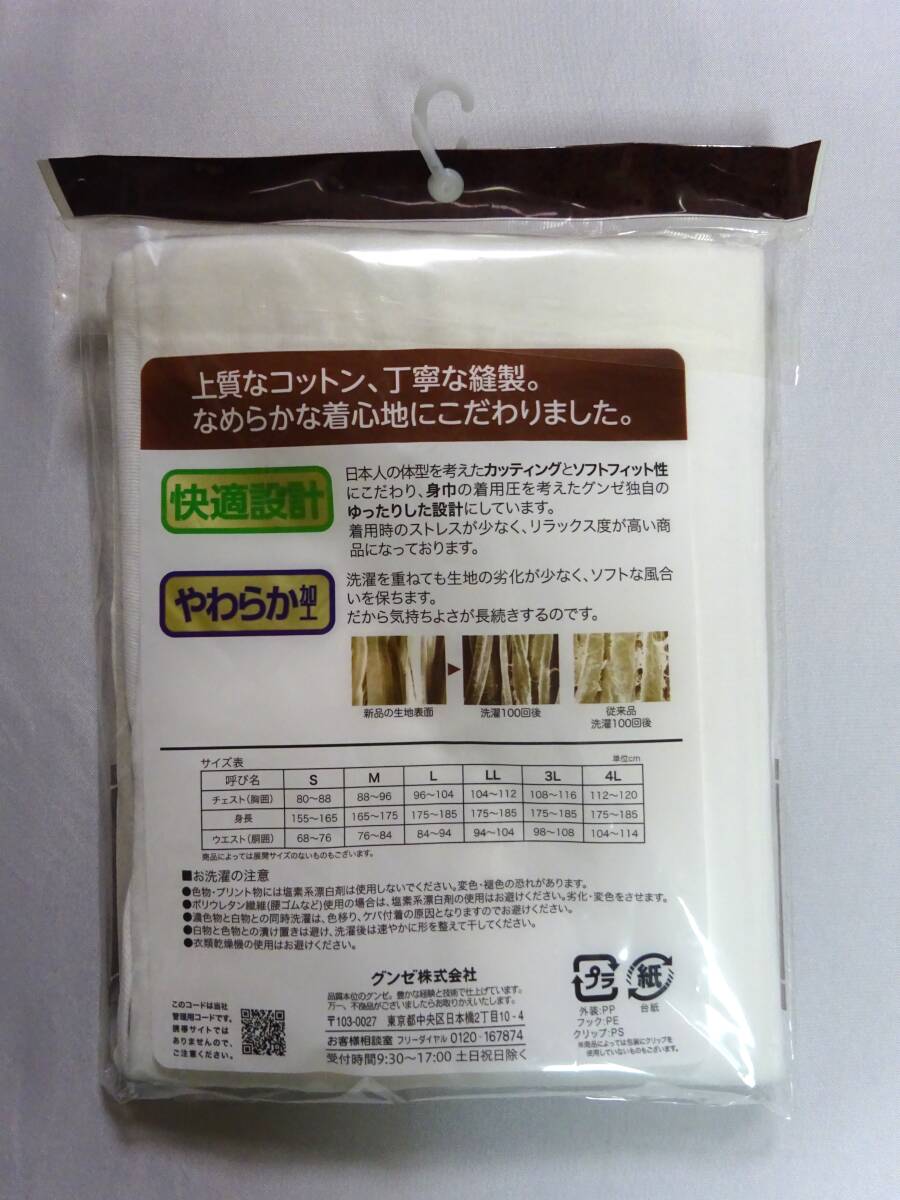 上質なコットン、丁寧な縫製。
なめらかな着心地にこだわりました。
快適設計
日本人の体型を考えたカッティングとソフトフィット性
にこだわり、身巾の着用圧を考えたグンゼ独自の
ゆったりした設計にしています。
着用時のストレスが少なく、リラックス度が高い商
品になっております。
やわらか加工
洗濯を重ねても生地の劣化が少なく、ソフトな風合
いを保ちます。
だから気持ちよさが長続きするのです。
新品の生地表面
洗濯100回後
従来品
洗濯100回後
サイズ表 単位cm
呼び名 S M L LL 3L 4L
チェスト(胸囲) 80〜88 88〜96 96〜104 104〜112 108〜116 112〜120
身長 155〜165 165〜175 175〜185 175〜185 175〜185 175〜185
ウエスト(胴囲) 68〜76 76〜84 84〜94 94〜104 98〜108 104〜114
商品によっては展開サイズのないものもございます。
■お洗濯の注意
●色物・プリント物には塩素系漂白剤は使用しないでください。変色・褪色の恐れがあります。
●ポリウレタン繊維(腰ゴムなど)使用の場合は、塩素系漂白剤の使用はお避けください。劣化・変色をさせます。
●濃色物と白物との同時洗濯は、色移り、ケバ付着の原因となりますのでお避けください。
●白物と色物との漬け置きは避け、洗濯後は速やかに形を整えて干してください。
●衣類乾燥機の使用はお避けください。
グンゼ株式会社
品質本位のグンゼ。豊かな経験と技術で仕上げています。
万一、不良品がございましたらお取りかえいたします。
〒103-0027 東京都中央区日本橋2丁目10-4
お客様相談室 フリーダイヤル 0120-167874
受付時間9:30〜17:00 土日祝日除く
このコードは当社
管理用コードです。
携帯サイトでは
ありませんので、
ご注意ください。
プラ
紙
外装:PP
フック:PE
クリップ:PS
台紙
※商品によっては包装にクリップを
使用していないものもございます。